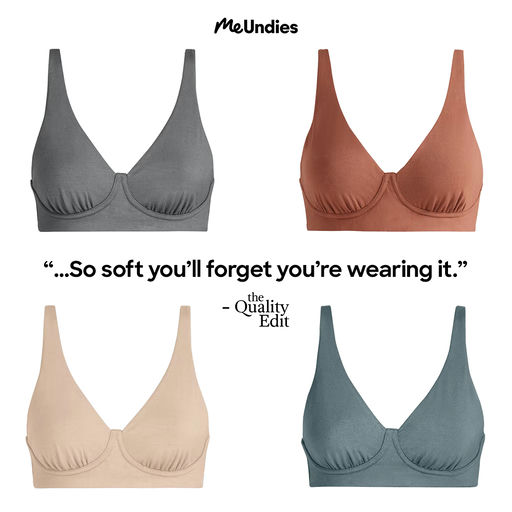 MeUndies
“...So soft you’ll forget you’re wearing it.”
- the
Quality
Edit